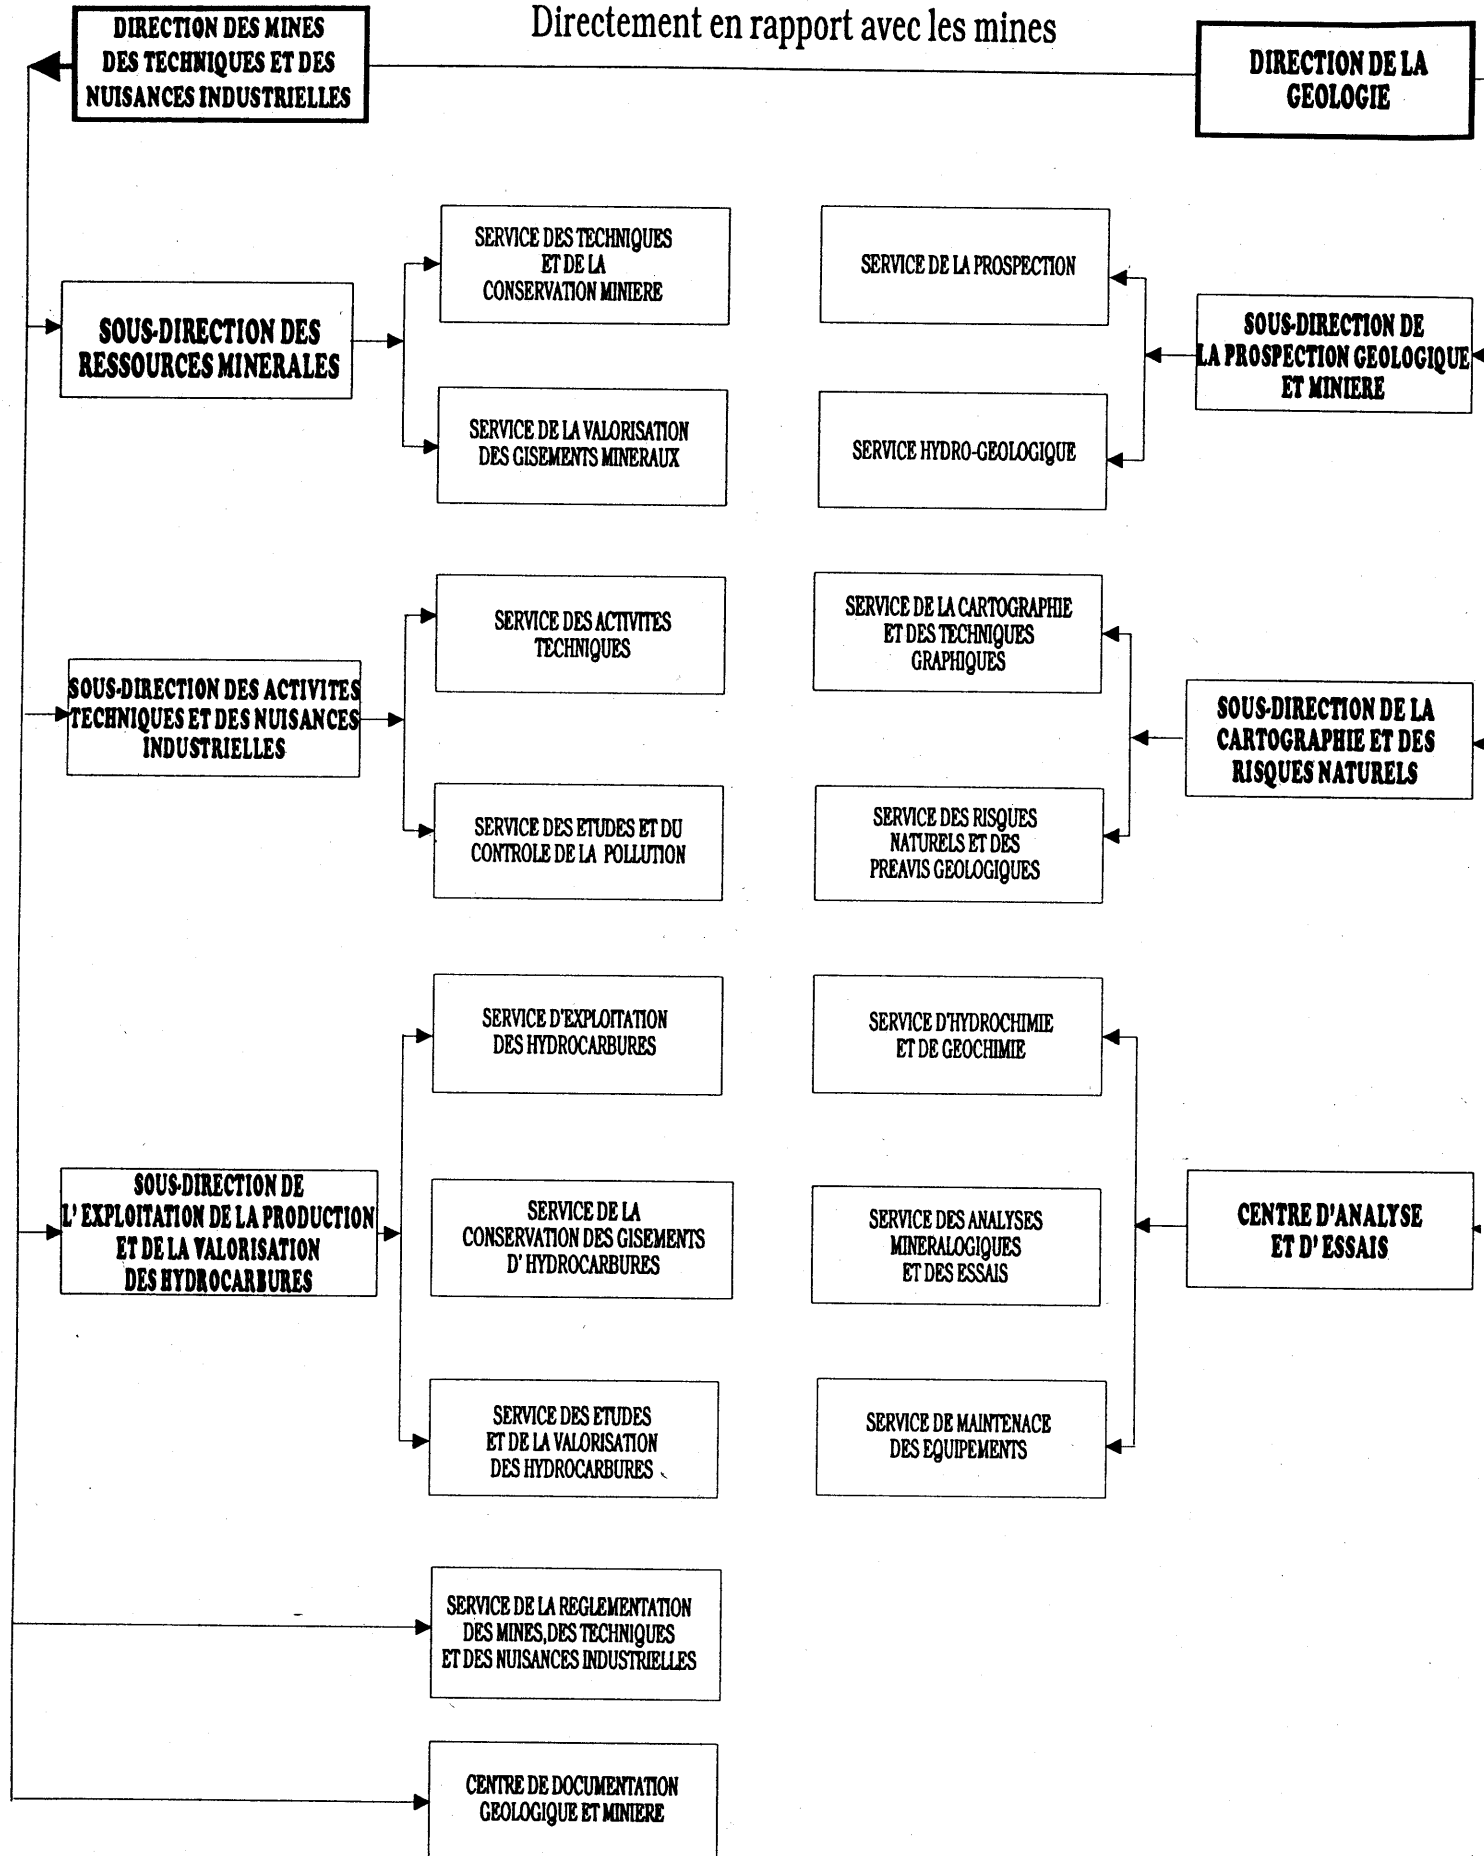 Directement en rapport avec les mines
DIRECTION DES MINES
DES TECHNIQUES ET DES
NUISANCES INDUSTRIELLES
DIRECTION DE LA
GEOLOGIE
SERVICE DES TECHNIQUES
ET DE LA
CONSERVATION MINIERE
SERVICE DE LA PROSPECTION
SOUS-DIRECTION DES
RESSOURCES MINERALES
SOUS-DIRECTION DE
LA PROSPECTION GEOLOGIQUE
ET MINIERE
SERVICE DE LA VALORISATION
DES GISEMENTS MINERAUX
SERVICE HYDRO-GEOLOGIQUE
SERVICE DES ACTIVITES
TECHNIQUES
SERVICE DE LA CARTOGRAPHIE
ET DES TECHNIQUES
GRAPHIQUES
SOUS-DIRECTION DES ACTIVITES
TECHNIQUES ET DES NUISANCES
INDUSTRIELLES
SOUS-DIRECTION DE LA
CARTOGRAPHIE ET DES
RISQUES NATURELS
SERVICE DES ETUDES ET DU
CONTROLE DE LA POLLUTION
SERVICE DES RISQUES
NATURELS ET DES
PREAVIS GEOLOGIQUES
SERVICE D'EXPLOITATION
DES HYDROCARBURES
SERVICE D'HYDROCHIMIE
ET DE GEOCHIMIE
SOUS-DIRECTION DE
L' EXPLOITATION DE LA PRODUCTION
ET DE LA VALORISATION
DES HYDROCARBURES
SERVICE DE LA
CONSERVATION DES GISEMENTS
D' HYDROCARBURES
SERVICE DES ANALYSES
MINERALOGIQUES
ET DES ESSAIS
CENTRE D'ANALYSE
ET D' ESSAIS
SERVICE DES ETUDES
ET DE LA VALORISATION
DES HYDROCARBURES
SERVICE DE MAINTENACE
DES EQUIPEMENTS
SERVICE DE LA REGLEMENTATION
DES MINES, DES TECHNIQUES
ET DES NUISANCES INDUSTRIELLES
CENTRE DE DOCUMENTATION
GEOLOGIQUE ET MINIERE